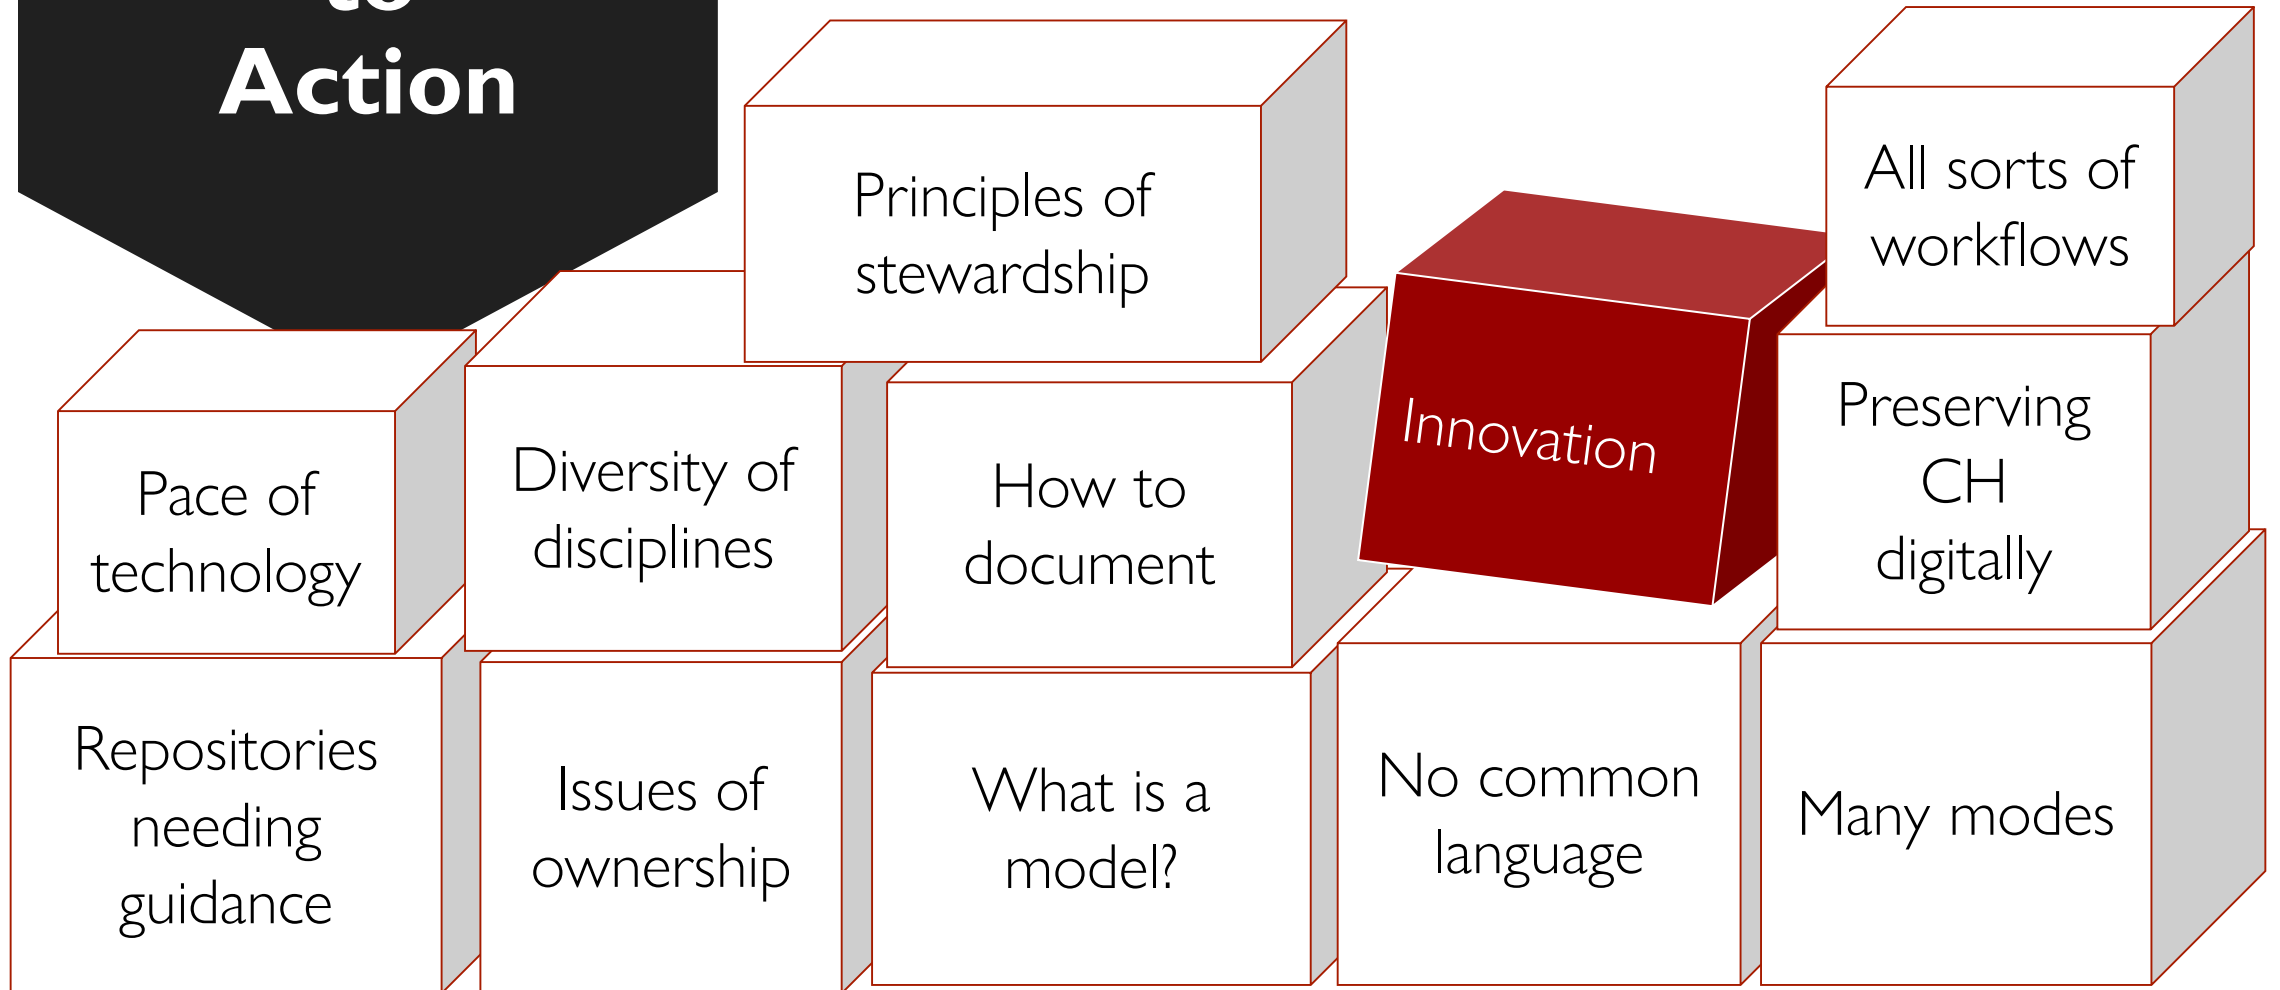 to
Action
Principles of
stewardship
All sorts of
workflows
Pace of
technology
Diversity of
disciplines
How to
document
Innovation
Preserving
CH
digitally
Repositories
needing
guidance
Issues of
ownership
What is a
model?
No common
language
Many modes